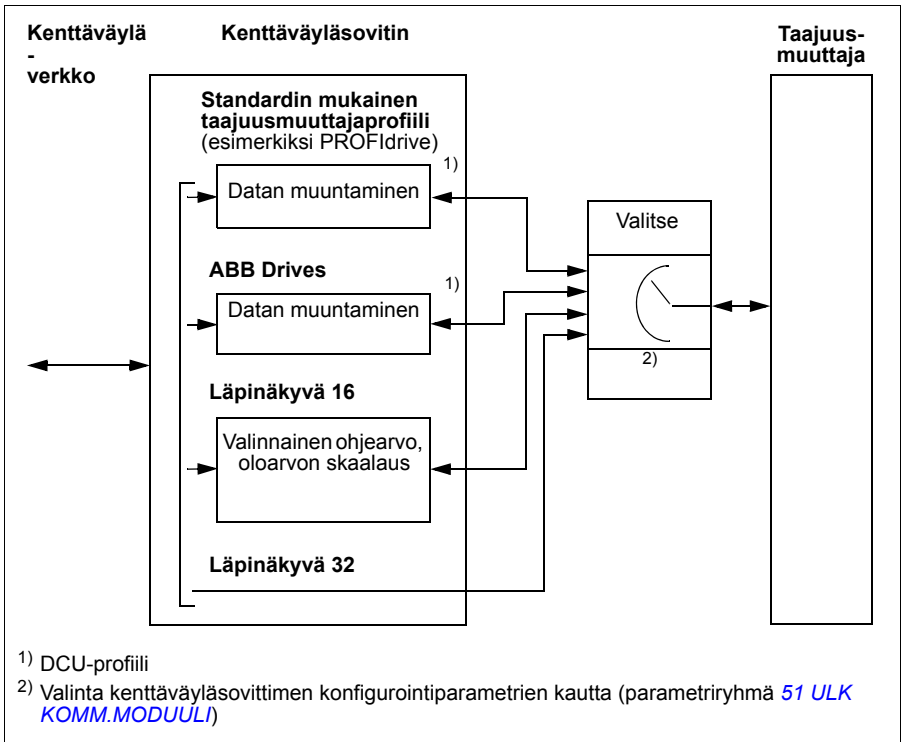 Kenttäväylä
-
verkko
Kenttäväyläsovitin
Taajuus-
muuttaja
Standardin mukainen
taajuusmuuttajaprofiili
(esimerkiksi PROFIdrive)
1)
Datan muuntaminen
Valitse
ABB Drives
1)
Datan muuntaminen
2)
Läpinäkyvä 16
Valinnainen ohjearvo,
oloarvon skaalaus
Läpinäkyvä 32
1) DCU-profiili
2) Valinta kenttäväyläsovittimen konfigurointiparametrien kautta (parametriryhmä 51 ULK
KOMM.MODUULI)